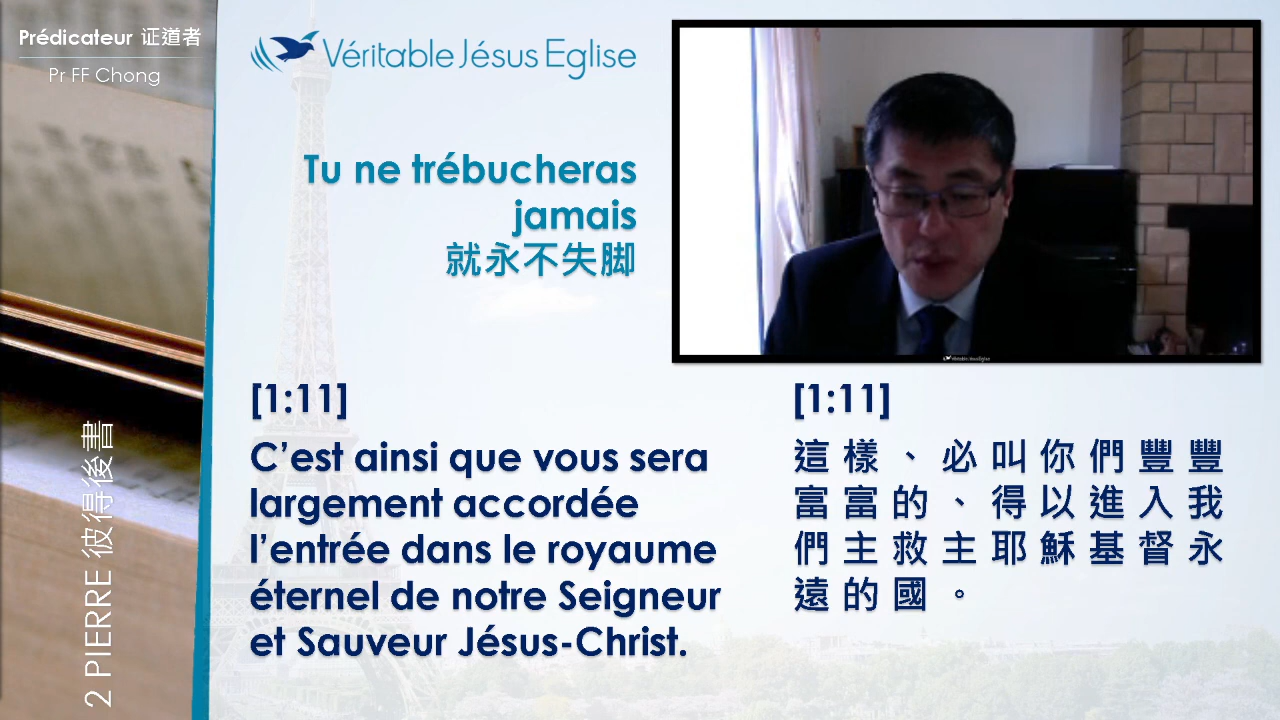 Prédicateur 证道者
Pr FF Chong
Véritable Jésus Eglise
Tu ne trébucheras
jamais
就永不失脚
[1:11]
C’est ainsi que vous sera
largement accordée
l’entrée dans le royaume
éternel de notre Seigneur
et Sauveur Jésus-Christ.
[1:11]
這樣、必叫你們豐豐
富富的、得以進入我
們主救主耶穌基督永
遠的國。
2 PIERRE 彼得後書